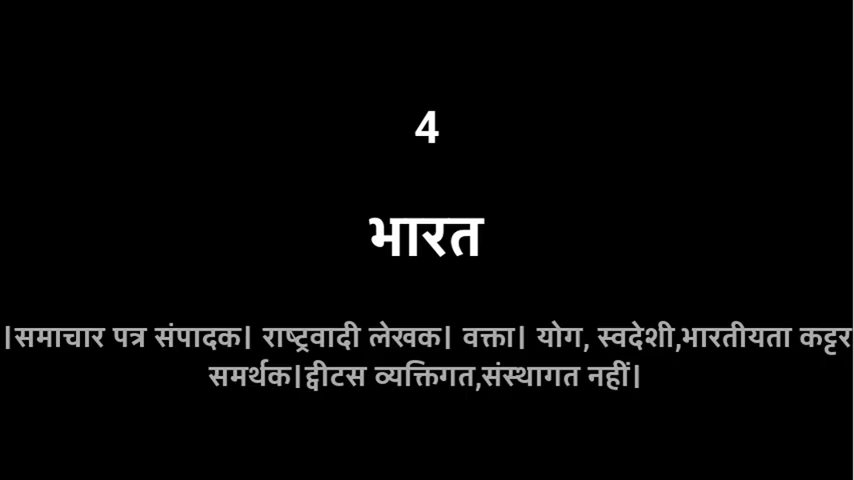 4
भारत
|समाचार पत्र संपादक| राष्ट्रवादी लेखक| वक्ता| योग, स्वदेशी,भारतीयता कट्टर
समर्थक|ट्वीटस व्यक्तिगत,संस्थागत नहीं|